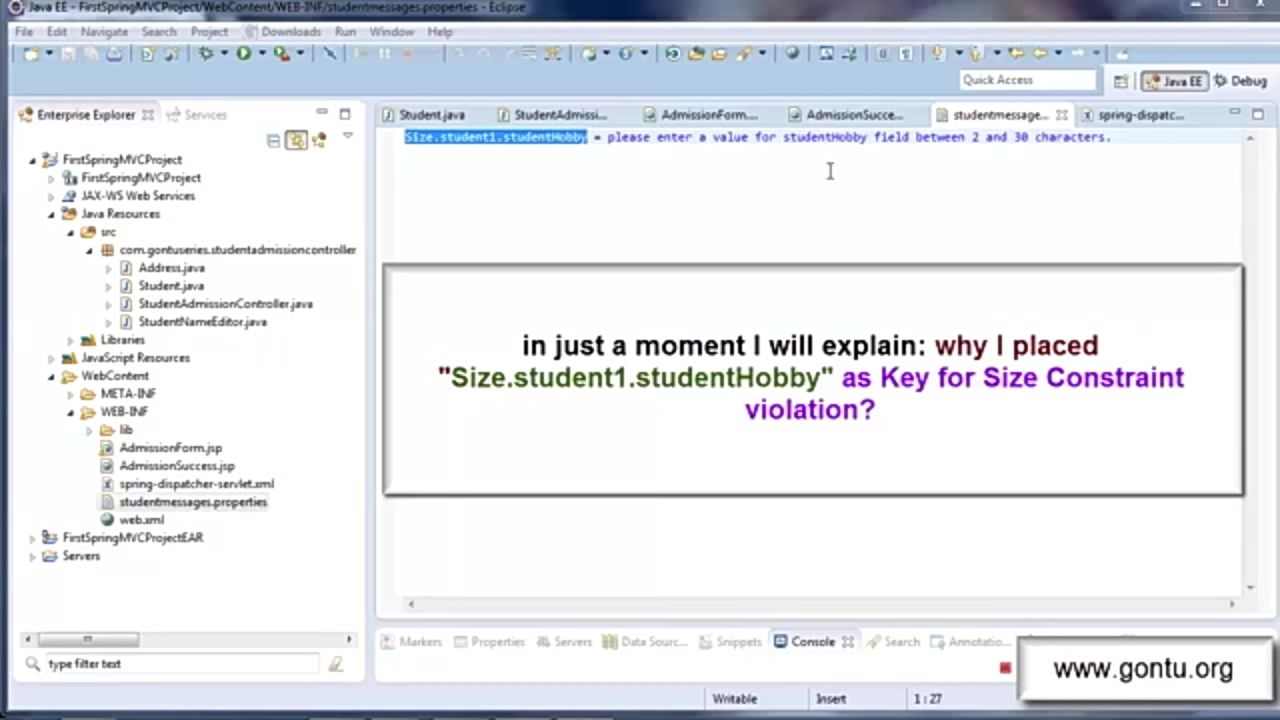 Java EE - FirstSpringMVCProject/WebContent/WEB-INF/studentmessages.properties - Eclipse
File Edit Navigate Search Project Downloads Run Window Help
Quick Access Java EE Debug
Enterprise Explorer Services
Student.java StudentAdmissi... AdmissionForm.... AdmissionSucce... studentmessage... spring-dispatc...
Size.student1.studentHobby = please enter a value for studentHobby field between 2 and 30 characters.
FirstSpringMVCProject
FirstSpringMVCProject
JAX-WS Web Services
Java Resources
src
com.gontuseries.studentadmissioncontroller
Address.java
Student.java
StudentAdmissionController.java
StudentNameEditor.java
Libraries
JavaScript Resources
WebContent
META-INF
WEB-INF
lib
AdmissionForm.jsp
AdmissionSuccess.jsp
spring-dispatcher-servlet.xml
studentmessages.properties
web.xml
FirstSpringMVCProjectEAR
Servers
in just a moment I will explain: why I placed
"Size.student1.studentHobby" as Key for Size Constraint
violation?
type filter text
Markers Properties Servers Data Sourc... Snippets Console Search Annotatio...
www.gontu.org
Writable Insert 1 : 27